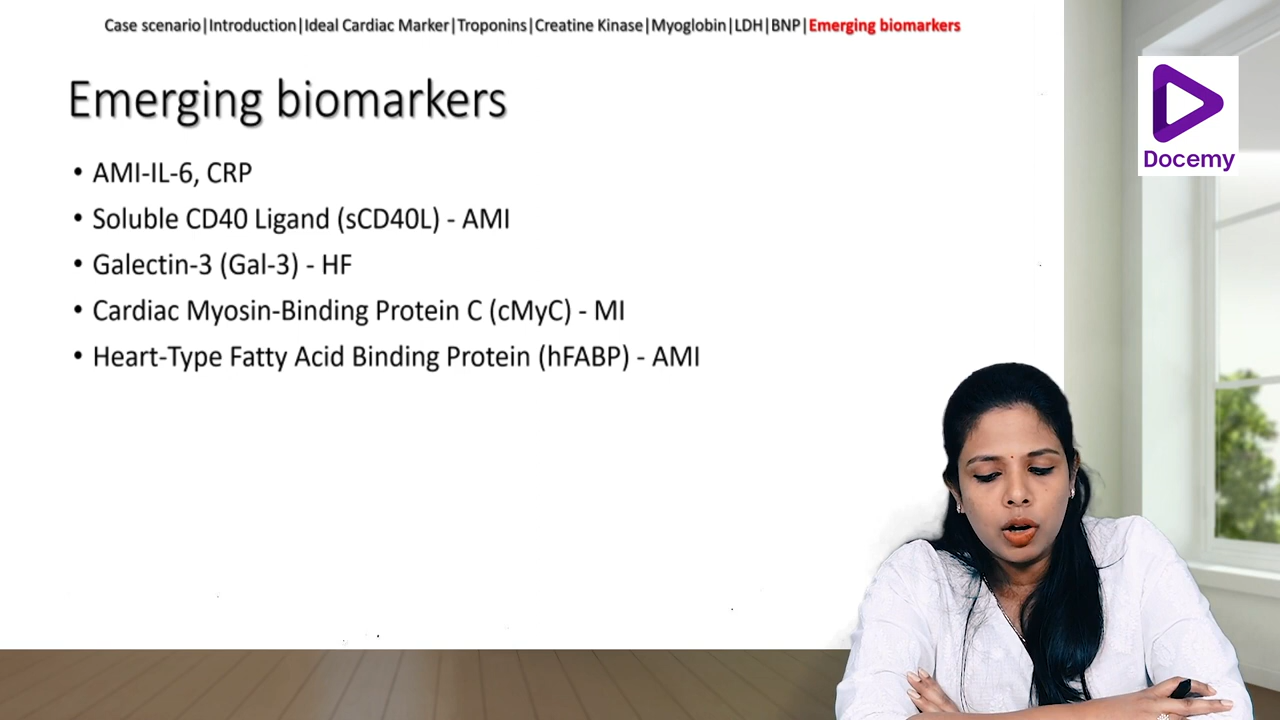 Case scenario|Introduction|Ideal Cardiac Marker|Troponins|Creatine Kinase|Myoglobin|LDH|BNP|Emerging biomarkers
Emerging biomarkers
• AMI-IL-6, CRP
• Soluble CD40 Ligand (sCD40L) - AMI
• Galectin-3 (Gal-3) - HF
• Cardiac Myosin-Binding Protein C (cMyC) - MI
• Heart-Type Fatty Acid Binding Protein (hFABP) - AMI
Docemy